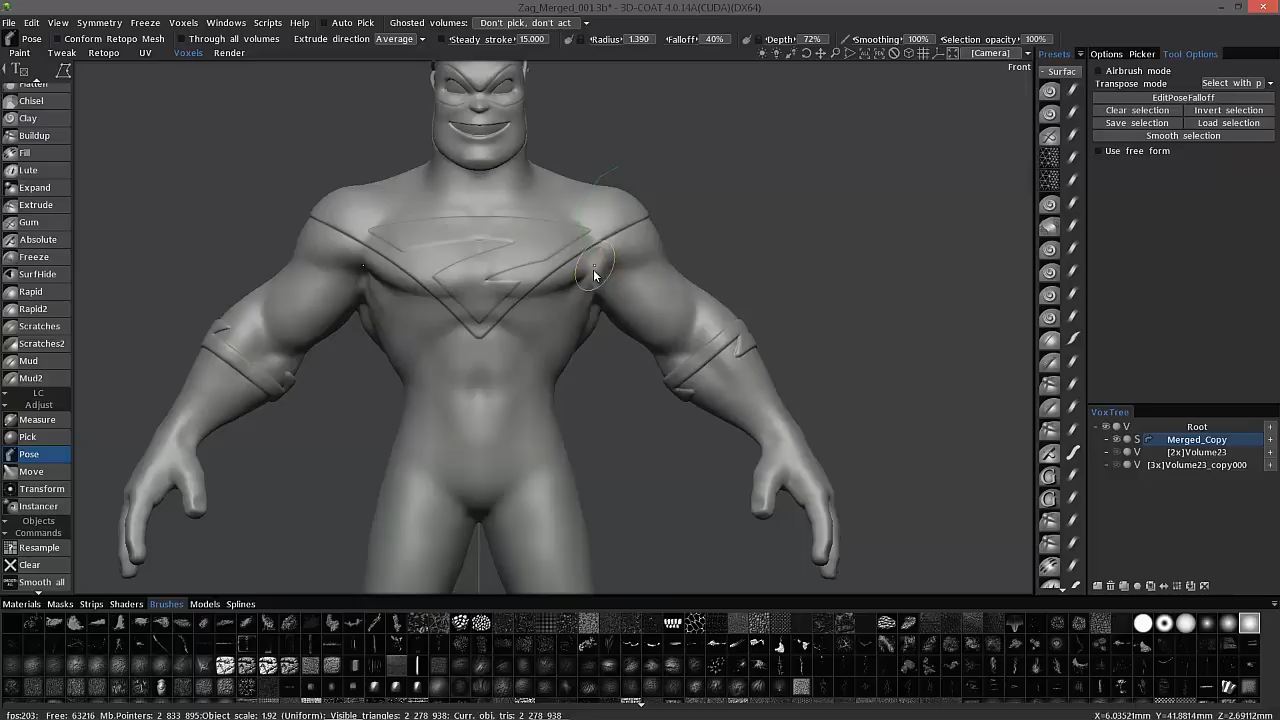 Zaq_Merged_001.3b* - 3D-COAT 4.0.14A(CUDA)(DX64)
File Edit View Symmetry Freeze Voxels Windows Scripts Help Auto Pick Ghosted volumes: Don't pick, don't act
Pose Conform Retopo Mesh Through all volumes Extrude direction Average Steady stroke: 15.000 Radius: 1.390 Falloff: 40% Depth: 72% Smoothing: 100% Selection opacity: 100%
Paint Tweak Retopo UV Voxels Render [Camera] Presets Options Picker Tool Options
Front
Surfac
Airbrush mode
Transpose mode Select with p
EditPoseFalloff
Clear selection Invert selection
Save selection Load selection
Smooth selection
Use free form
Flatten
Chisel
Clay
Buildup
Fill
Lute
Expand
Extrude
Gum
Absolute
Freeze
SurfHide
Rapid
Rapid2
Scratches
Scratches2
Mud
Mud2
LC
Adjust
Measure
Pick
Pose
Move
Transform
Instancer
Objects
Commands
Resample
Clear
Smooth all
VoxTree
V Root
S Merged_Copy
V [2x]Volume23
V [3x]Volume23_copy000
Materials Masks Strips Shaders Brushes Models Splines
fps203; Free: 63216 Mb.Pointers: 2 833 895; Object scale: 1.92 (Uniform); Visible_triangles: 2 278 938; Curr. obj. tris: 2 278 938
X=6.03521mm Y=41.8814mm Z=2.69112mm